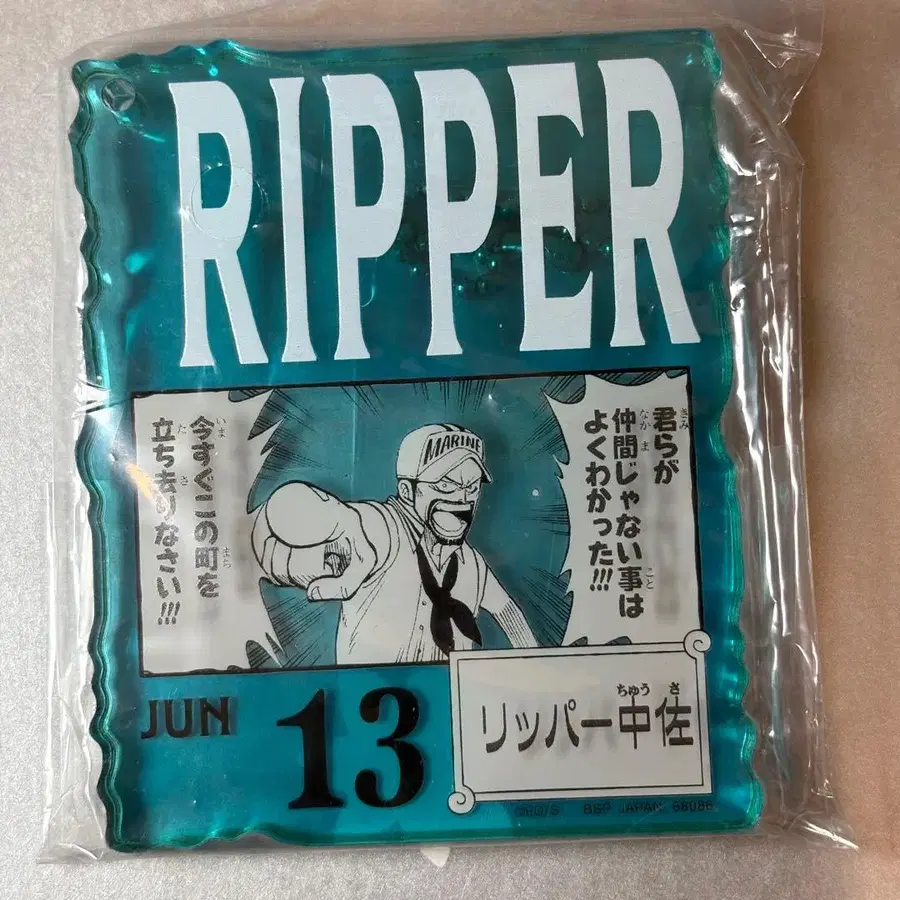 RIPPER
君らが
仲間じゃない事は
よくわかった!!!
今すぐこの町を
立ち去りなさい!!!
MARINE
JUN 13
リッパー中佐
BSP JAPAN